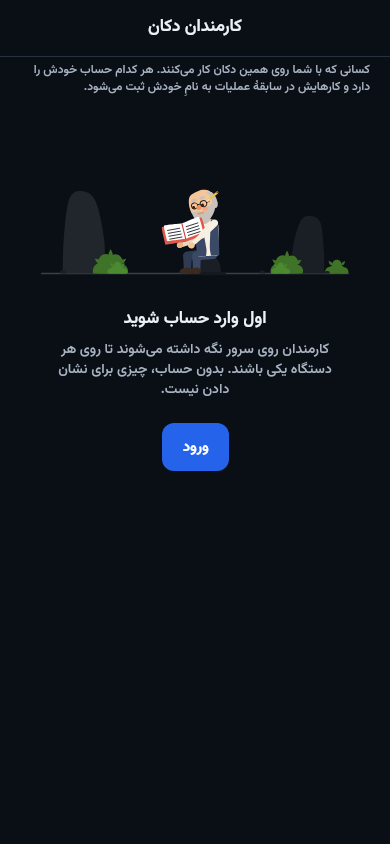 کارمندان دکان
کسانی که با شما روی همین دکان کار می‌کنند. هر کدام حساب خودش را
دارد و کارهایش در سابقهٔ عملیات به نامِ خودش ثبت می‌شود.
اول وارد حساب شوید
کارمندان روی سرور نگه داشته می‌شوند تا روی هر
دستگاه یکی باشند. بدون حساب، چیزی برای نشان
دادن نیست.
ورود